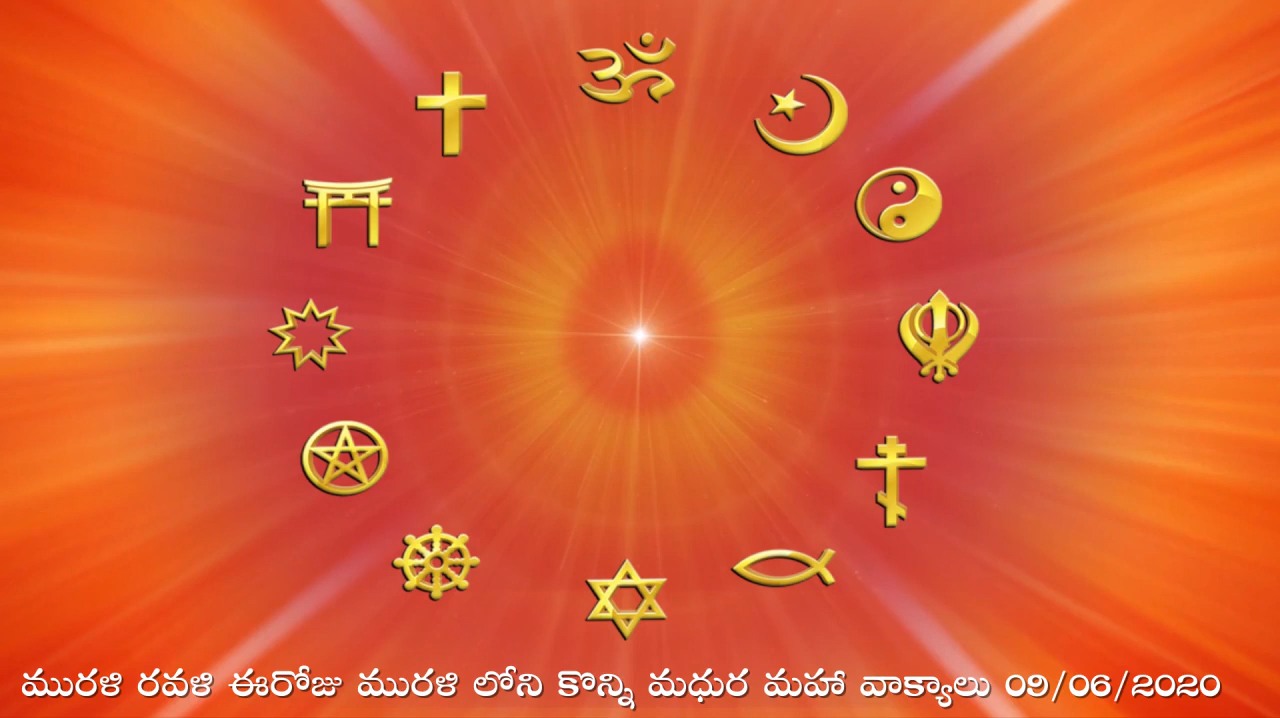 మురళి రవళి ఈరోజు మురళి లోని కొన్ని మధుర మహా వాక్యాలు 09/06/2020